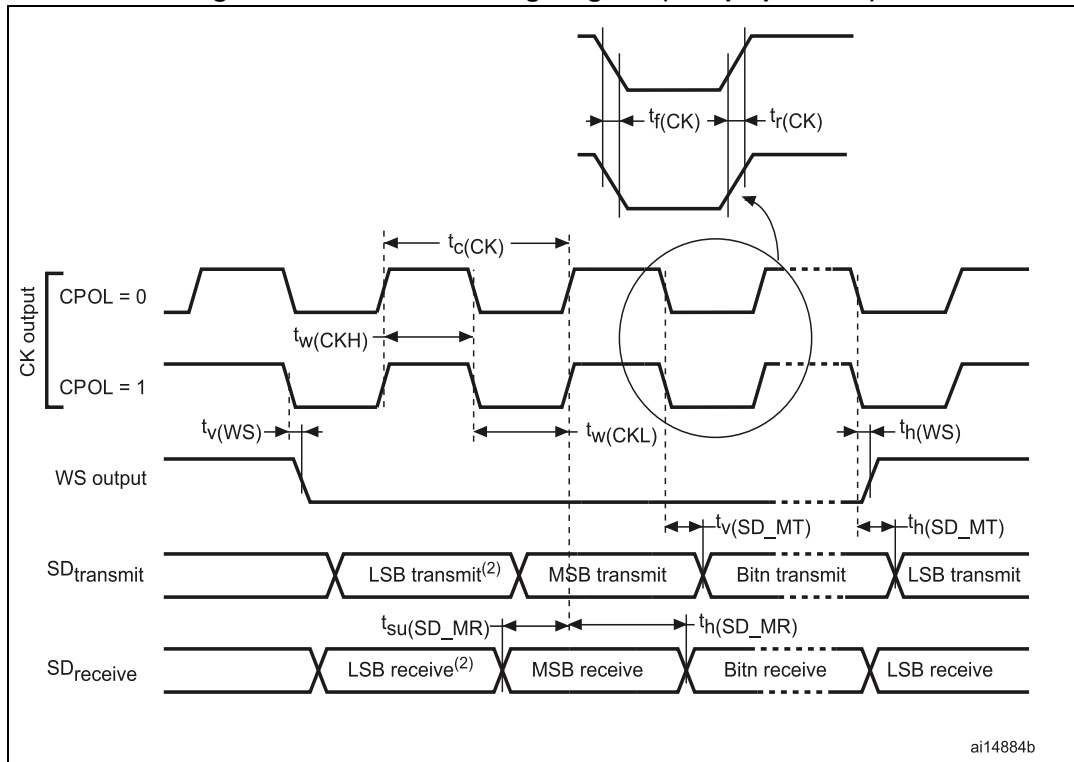 tf(CK)
tr(CK)
tc(CK)
CK output
CPOL = 0
tw(CKH)
CPOL = 1
tv(WS)
tw(CKL)
th(WS)
WS output
tv(SD_MT)
th(SD_MT)
SDtransmit
LSB transmit(2)
MSB transmit
Bitn transmit
LSB transmit
tsu(SD_MR)
th(SD_MR)
SDreceive
LSB receive(2)
MSB receive
Bitn receive
LSB receive
ai14884b